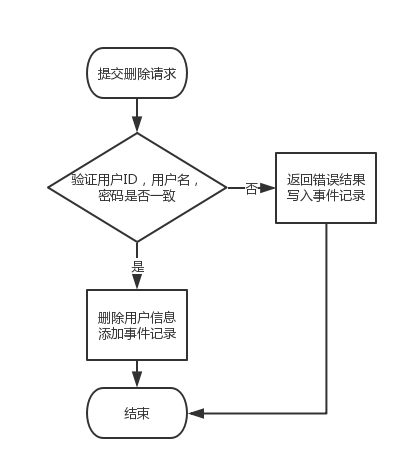 提交删除请求
验证用户ID，用户名，
密码是否一致
否
返回错误结果
写入事件记录
是
删除用户信息
添加事件记录
结束